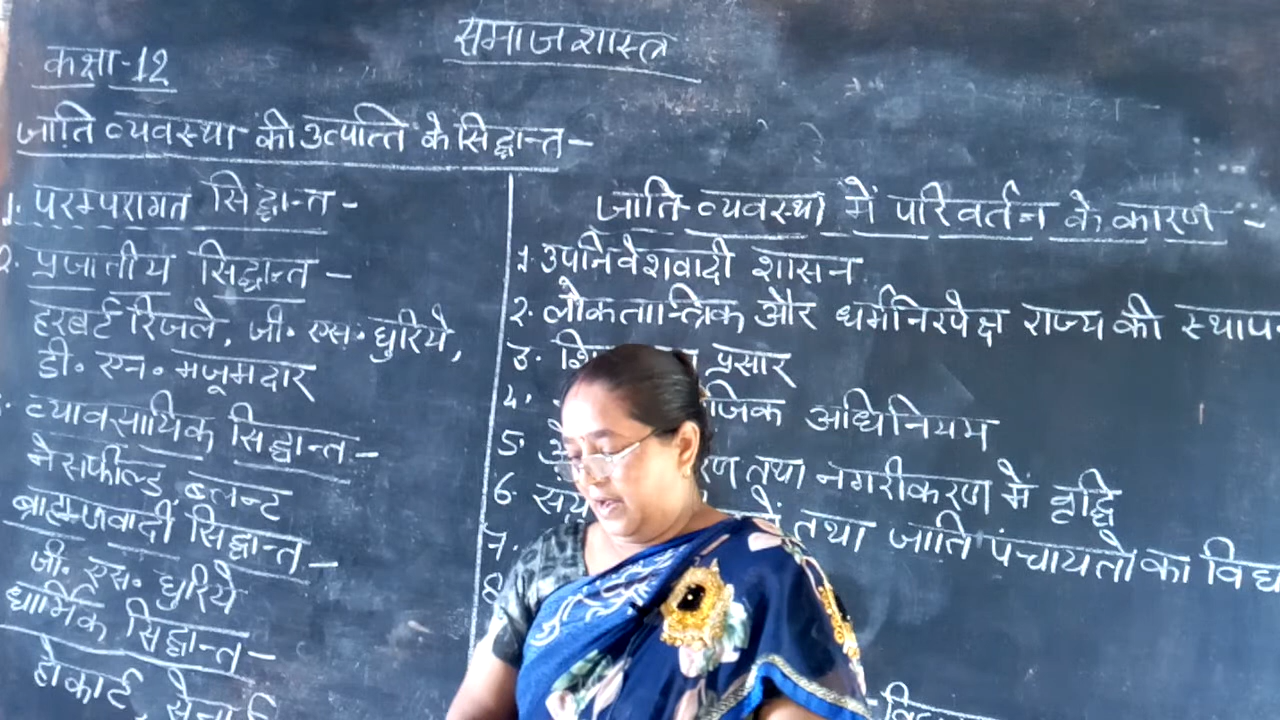 समाजशास्त्र
कक्षा-12
जाति व्यवस्था की उत्पत्ति के सिद्धान्त-
1. परम्परागत सिद्धान्त-
2. प्रजातीय सिद्धान्त-
हरबर्ट रिजले, जी॰ एस॰ घुरिये,
डी॰ एन॰ मजूमदार
व्यावसायिक सिद्धान्त-
नेसफील्ड ब्लन्ट
ब्राह्मणवादी सिद्धान्त-
जी॰ एस॰ घुरिये
धार्मिक सिद्धान्त-
होकार्ट,
जाति-व्यवस्था में परिवर्तन के कारण-
1. उपनिवेशवादी शासन
2. लोकतान्त्रिक और धर्मनिरपेक्ष राज्य की
3. प्रसार
4. अधिनियम
5. तथा नगरीकरण में वृद्धि
6. तथा जाति पंचायतो का
7.
8